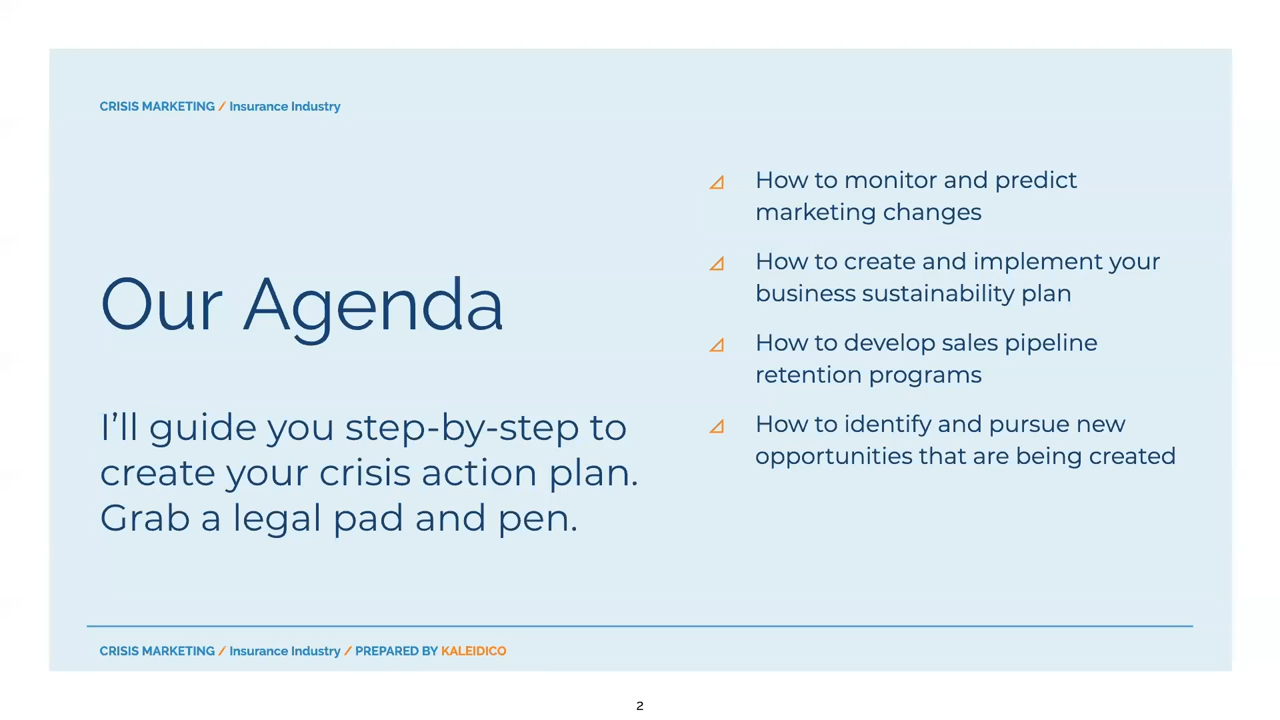 CRISIS MARKETING / Insurance Industry
Our Agenda
I’ll guide you step-by-step to
create your crisis action plan.
Grab a legal pad and pen.
How to monitor and predict
marketing changes
How to create and implement your
business sustainability plan
How to develop sales pipeline
retention programs
How to identify and pursue new
opportunities that are being created
CRISIS MARKETING / Insurance Industry / PREPARED BY KALEIDICO
2